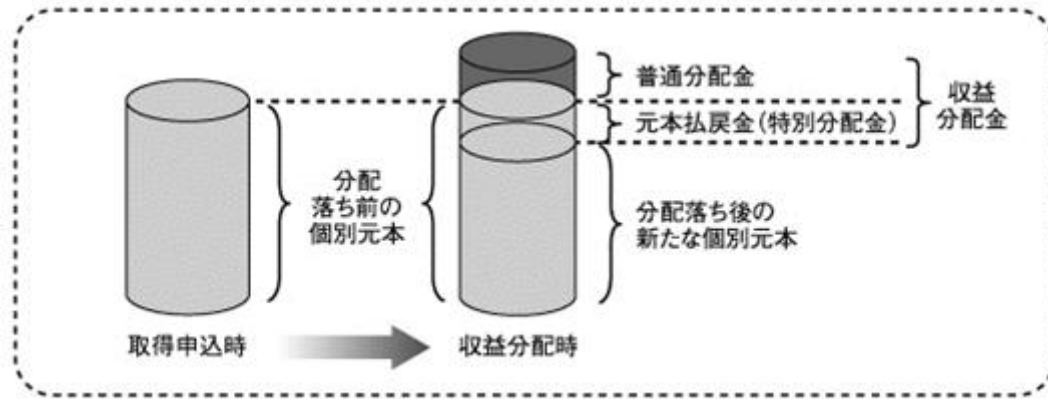 普通分配金
元本払戻金(特別分配金)
収益
分配金
分配
落ち前の
個別元本
分配落ち後の
新たな個別元本
取得申込時
収益分配時